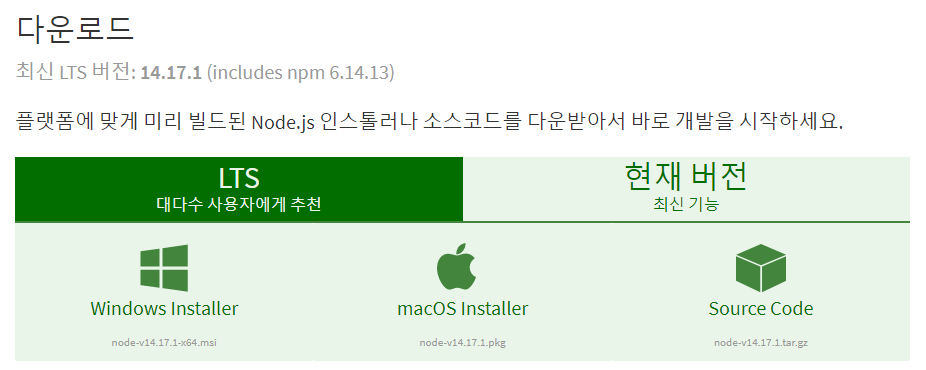 다운로드
최신 LTS 버전: 14.17.1 (includes npm 6.14.13)
플랫폼에 맞게 미리 빌드된 Node.js 인스톨러나 소스코드를 다운받아서 바로 개발을 시작하세요.
LTS
대다수 사용자에게 추천
현재 버전
최신 기능
Windows Installer
node-v14.17.1-x64.msi
macOS Installer
node-v14.17.1.pkg
Source Code
node-v14.17.1.tar.gz